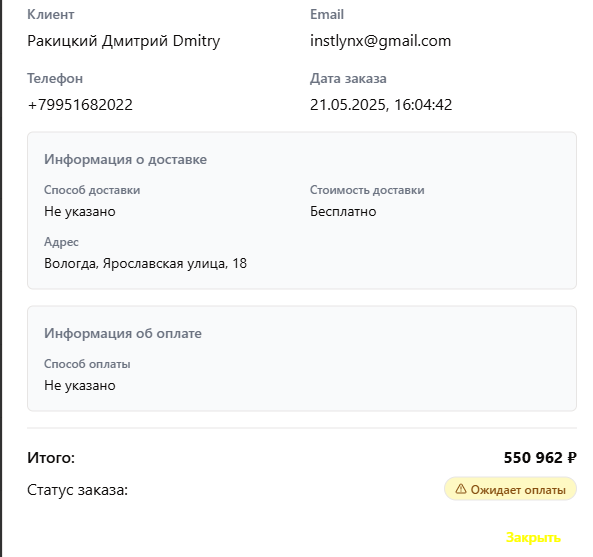 Клиент
Email
Ракицкий Дмитрий Dmitry
instlynx@gmail.com
Телефон
Дата заказа
+79951682022
21.05.2025, 16:04:42
Информация о доставке
Способ доставки
Стоимость доставки
Не указано
Бесплатно
Адрес
Вологда, Ярославская улица, 18
Информация об оплате
Способ оплаты
Не указано
Итого:
550 962 ₽
Статус заказа:
Ожидает оплаты
Закрыть